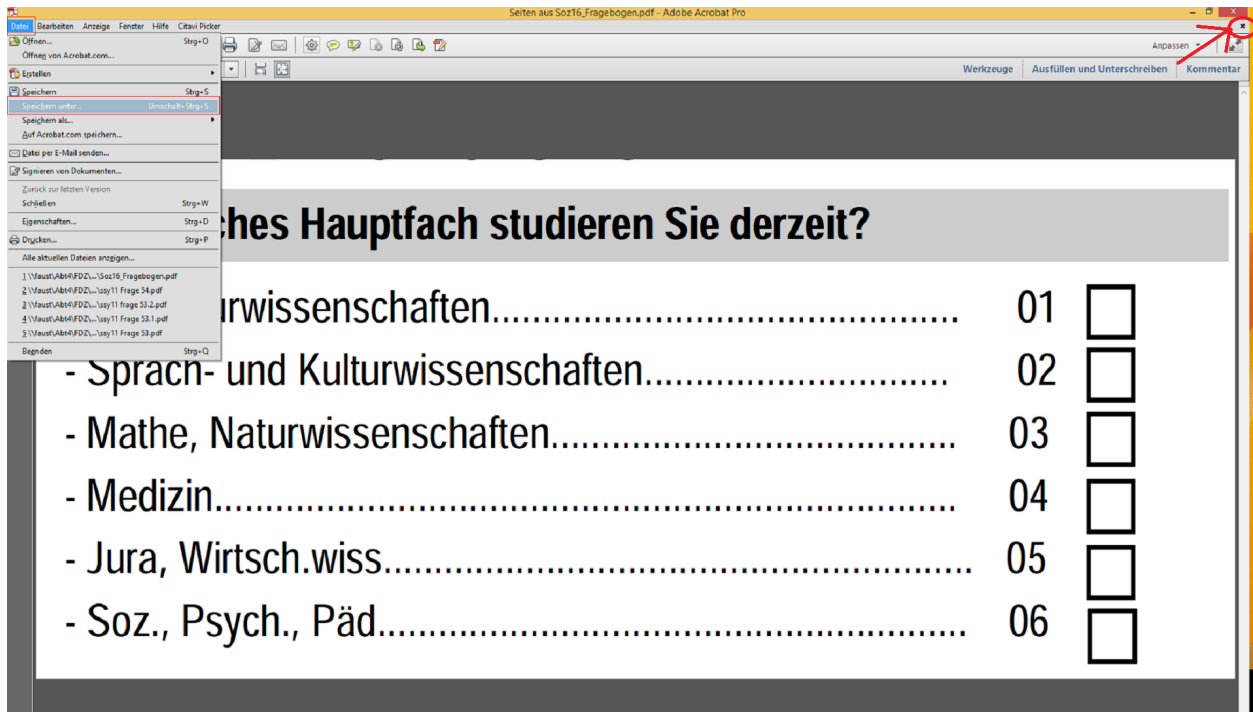 Seiten aus Soz16_Fragebogen.pdf - Adobe Acrobat Pro
Datei Bearbeiten Anzeige Fenster Hilfe Citavi Picker
Öffnen... Strg+O
Öffnen von Acrobat.com...
Anpassen
Erstellen
Werkzeuge Ausfüllen und Unterschreiben Kommentar
Speichern Strg+S
Speichern unter... Umschalt+Strg+S
Speichern als...
Auf Acrobat.com speichern...
Datei per E-Mail senden...
Signieren von Dokumenten...
Zurück zur letzten Version
Schließen Strg+W
Eigenschaften... Strg+D
Drucken... Strg+P
Alle aktuellen Dateien anzeigen...
1 \\faust\Abt4\FDZ\...\Soz16_Fragebogen.pdf
2 \\faust\Abt4\FDZ\...\ssy11 Frage 54.pdf
3 \\faust\Abt4\FDZ\...\ssy11 frage 53.2.pdf
4 \\faust\Abt4\FDZ\...\ssy11 Frage 53.1.pdf
5 \\faust\Abt4\FDZ\...\ssy11 Frage 53.pdf
Beenden Strg+Q
ches Hauptfach studieren Sie derzeit?
urwissenschaften............................................... 01
- Sprach- und Kulturwissenschaften.............................. 02
- Mathe, Naturwissenschaften......................................... 03
- Medizin........................................................................... 04
- Jura, Wirtsch.wiss........................................................... 05
- Soz., Psych., Päd........................................................... 06